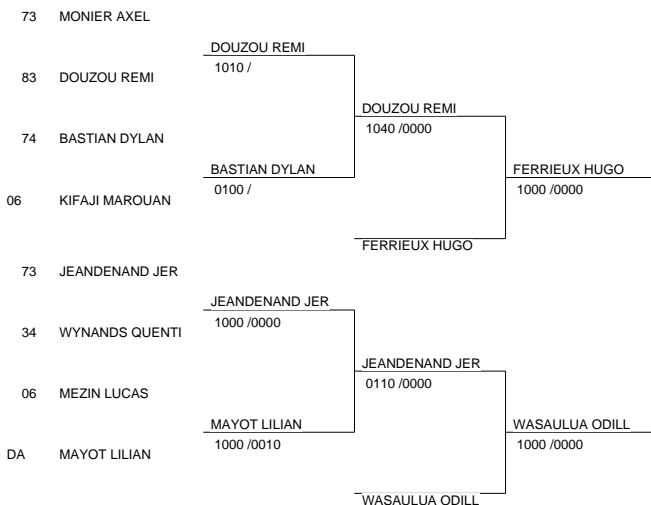 73 MONIER AXEL
DOUZOU REMI
1010 /
83 DOUZOU REMI
DOUZOU REMI
1040 /0000
74 BASTIAN DYLAN
BASTIAN DYLAN
0100 /
FERRIEUX HUGO
1000 /0000
06 KIFAJI MAROUAN
FERRIEUX HUGO
73 JEANDENAND JER
JEANDENAND JER
1000 /0000
34 WYNANDS QUENTI
JEANDENAND JER
0110 /0000
06 MEZIN LUCAS
MAYOT LILIAN
1000 /0010
WASAULUA ODILL
1000 /0000
DA MAYOT LILIAN
WASAULUA ODILL